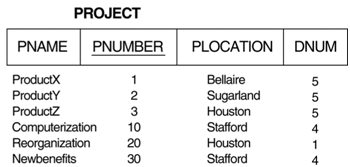 PROJECT
PNAME PNUMBER PLOCATION DNUM
ProductX 1 Bellaire 5
ProductY 2 Sugarland 5
ProductZ 3 Houston 5
Computerization 10 Stafford 4
Reorganization 20 Houston 1
Newbenefits 30 Stafford 4